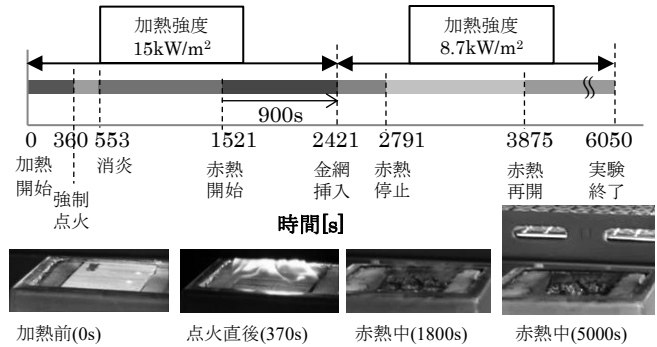 加熱強度
15kW/m²
加熱強度
8.7kW/m²
900s
0 360 553 1521 2421 2791 3875 6050
加熱
開始
強制
点火
消炎
赤熱
開始
金網
挿入
赤熱
停止
赤熱
再開
実験
終了
時間[s]
加熱前(0s)
点火直後(370s)
赤熱中(1800s)
赤熱中(5000s)